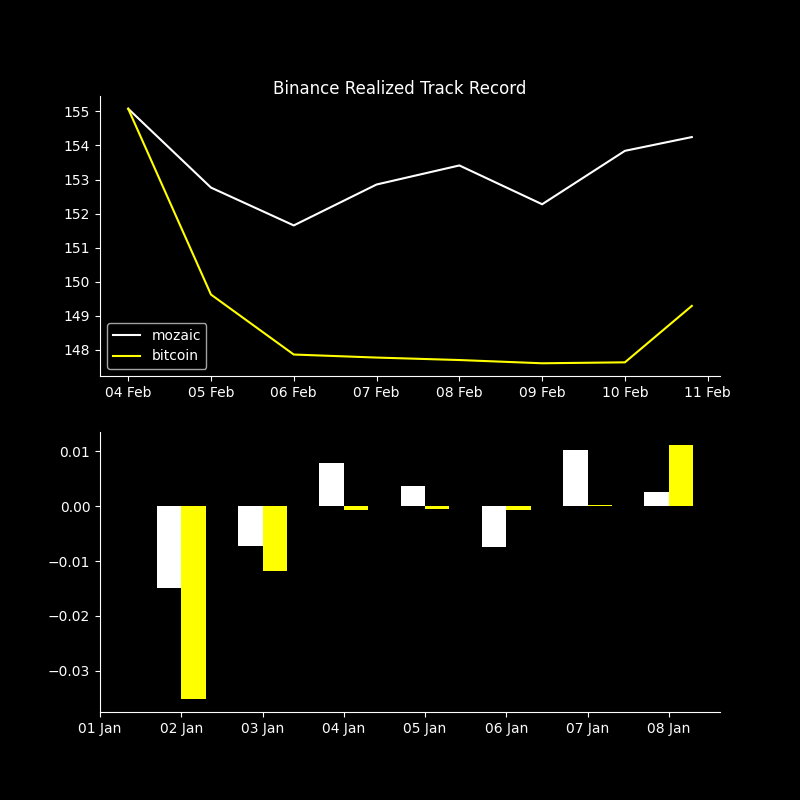 Binance Realized Track Record
155
154
153
152
151
150
149
148
mozaic
bitcoin
04 Feb 05 Feb 06 Feb 07 Feb 08 Feb 09 Feb 10 Feb 11 Feb
0.01
0.00
−0.01
−0.02
−0.03
01 Jan 02 Jan 03 Jan 04 Jan 05 Jan 06 Jan 07 Jan 08 Jan